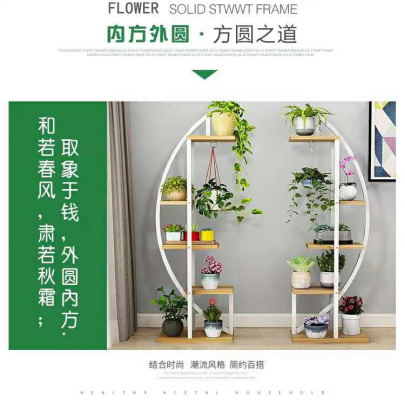 FLOWER SOLID STWWT FRAME
内方外圆·方圆之道
取象于钱，外圆內方·
和若春风，肃若秋霜；
结合时尚 潮流风格 简约百搭
HEALTHY ACSTAL HOUSEHOLD